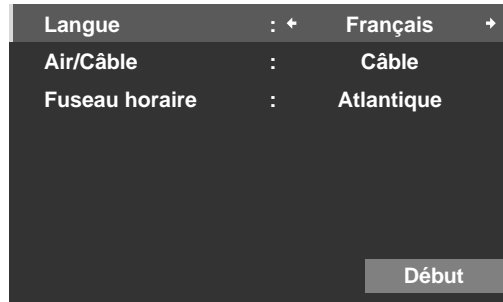 Langue : Français
Air/Câble : Câble
Fuseau horaire : Atlantique
Début